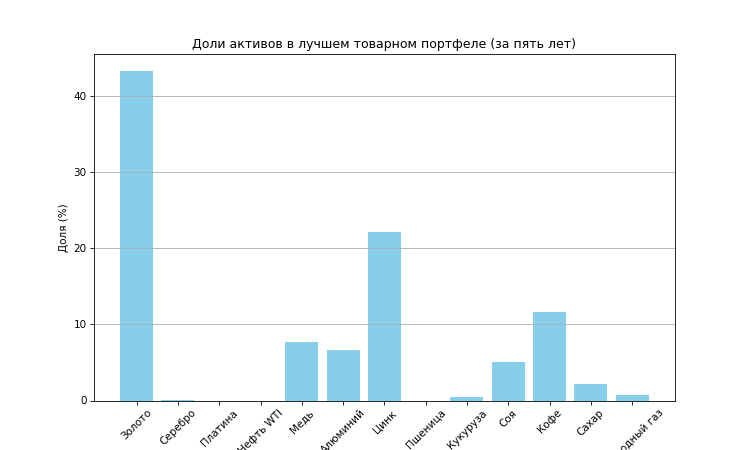 Доли активов в лучшем товарном портфеле (за пять лет)
Доля (%)
40
30
20
10
0
Золото
Серебро
Платина
Нефть WTI
Медь
Алюминий
Цинк
Пшеница
Кукуруза
Соя
Кофе
Сахар
одный газ